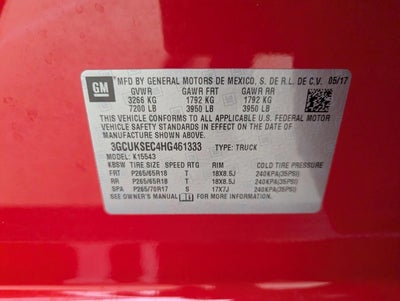 GM
MFD BY GENERAL MOTORS DE MEXICO, S. DE R.L. DE C.V. 05/17
GVWR GAWR FRT GAWR RR
3266 KG 1792 KG 1792 KG
7200 LB 3950 LB 3950 LB
THIS VEHICLE CONFORMS TO ALL APPLICABLE U.S. FEDERAL MOTOR
VEHICLE SAFETY, BUMPER, AND THEFT PREVENTION STANDARDS
IN EFFECT ON THE DATE OF MANUFACTURE
SHOWN ABOVE.
3GCUKSEC4HG461333 TYPE: TRUCK
MODEL: K15543
KBSW TIRE SIZE SPEED RTG RIM COLD TIRE PRESSURE
FRT P265/65R18 T 18X8.5J 240KPA(35PSI)
RR P265/65R18 T 18X8.5J 240KPA(35PSI)
SPA P265/70R17 S 17X7J 240KPA(35PSI)
SEE OWNER'S MANUAL FOR MORE INFORMATION.